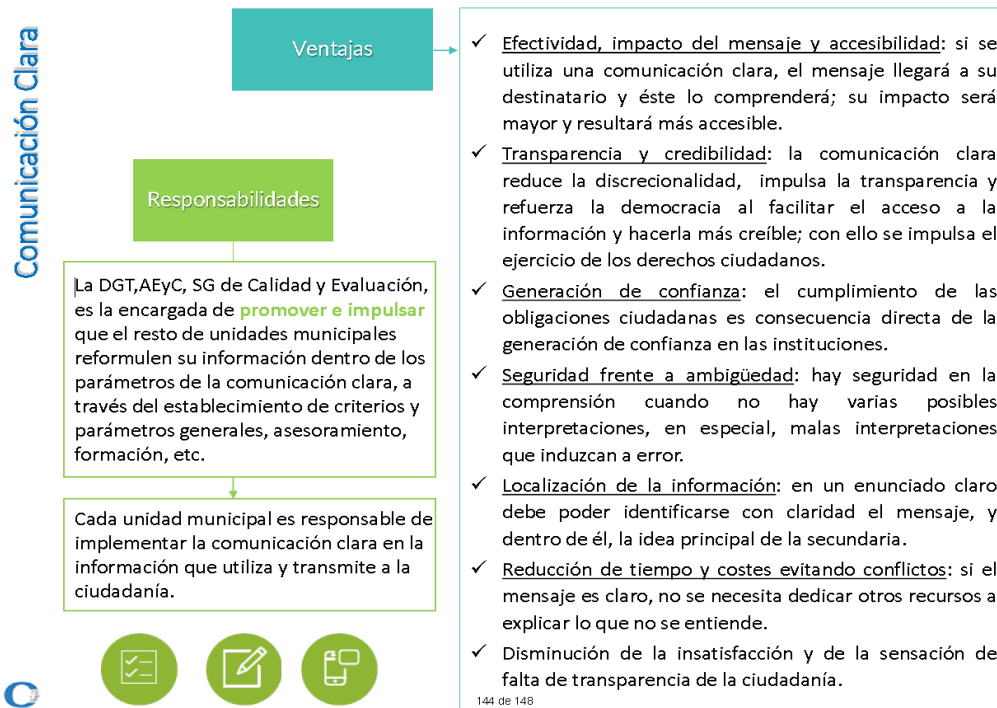 Comunicación Clara
Ventajas
Responsabilidades
La DGT,AEyC, SG de Calidad y Evaluación,
es la encargada de promover e impulsar
que el resto de unidades municipales
reformulen su información dentro de los
parámetros de la comunicación clara, a
través del establecimiento de criterios y
parámetros generales, asesoramiento,
formación, etc.
Cada unidad municipal es responsable de
implementar la comunicación clara en la
información que utiliza y transmite a la
ciudadanía.
✓ Efectividad, impacto del mensaje y accesibilidad: si se
utiliza una comunicación clara, el mensaje llegará a su
destinatario y éste lo comprenderá; su impacto será
mayor y resultará más accesible.
✓ Transparencia y credibilidad: la comunicación clara
reduce la discrecionalidad, impulsa la transparencia y
refuerza la democracia al facilitar el acceso a la
información y hacerla más creíble; con ello se impulsa el
ejercicio de los derechos ciudadanos.
✓ Generación de confianza: el cumplimiento de las
obligaciones ciudadanas es consecuencia directa de la
generación de confianza en las instituciones.
✓ Seguridad frente a ambigüedad: hay seguridad en la
comprensión cuando no hay varias posibles
interpretaciones, en especial, malas interpretaciones
que induzcan a error.
✓ Localización de la información: en un enunciado claro
debe poder identificarse con claridad el mensaje, y
dentro de él, la idea principal de la secundaria.
✓ Reducción de tiempo y costes evitando conflictos: si el
mensaje es claro, no se necesita dedicar otros recursos a
explicar lo que no se entiende.
✓ Disminución de la insatisfacción y de la sensación de
falta de transparencia de la ciudadanía.
144 de 148